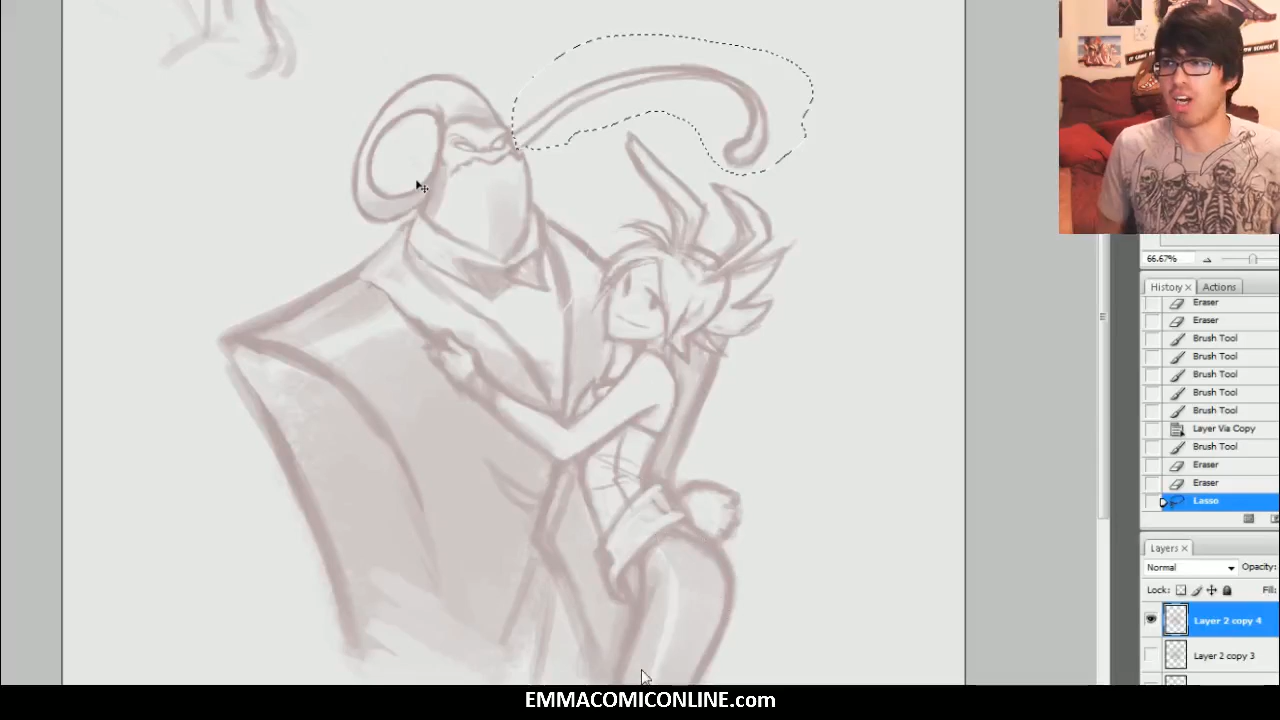 66.67%
History x Actions
Eraser
Eraser
Brush Tool
Brush Tool
Brush Tool
Brush Tool
Brush Tool
Layer Via Copy
Brush Tool
Eraser
Eraser
Lasso
Layers x
Normal Opacity:
Lock: Fill:
Layer 2 copy 4
Layer 2 copy 3
EMMACOMICONLINE.com